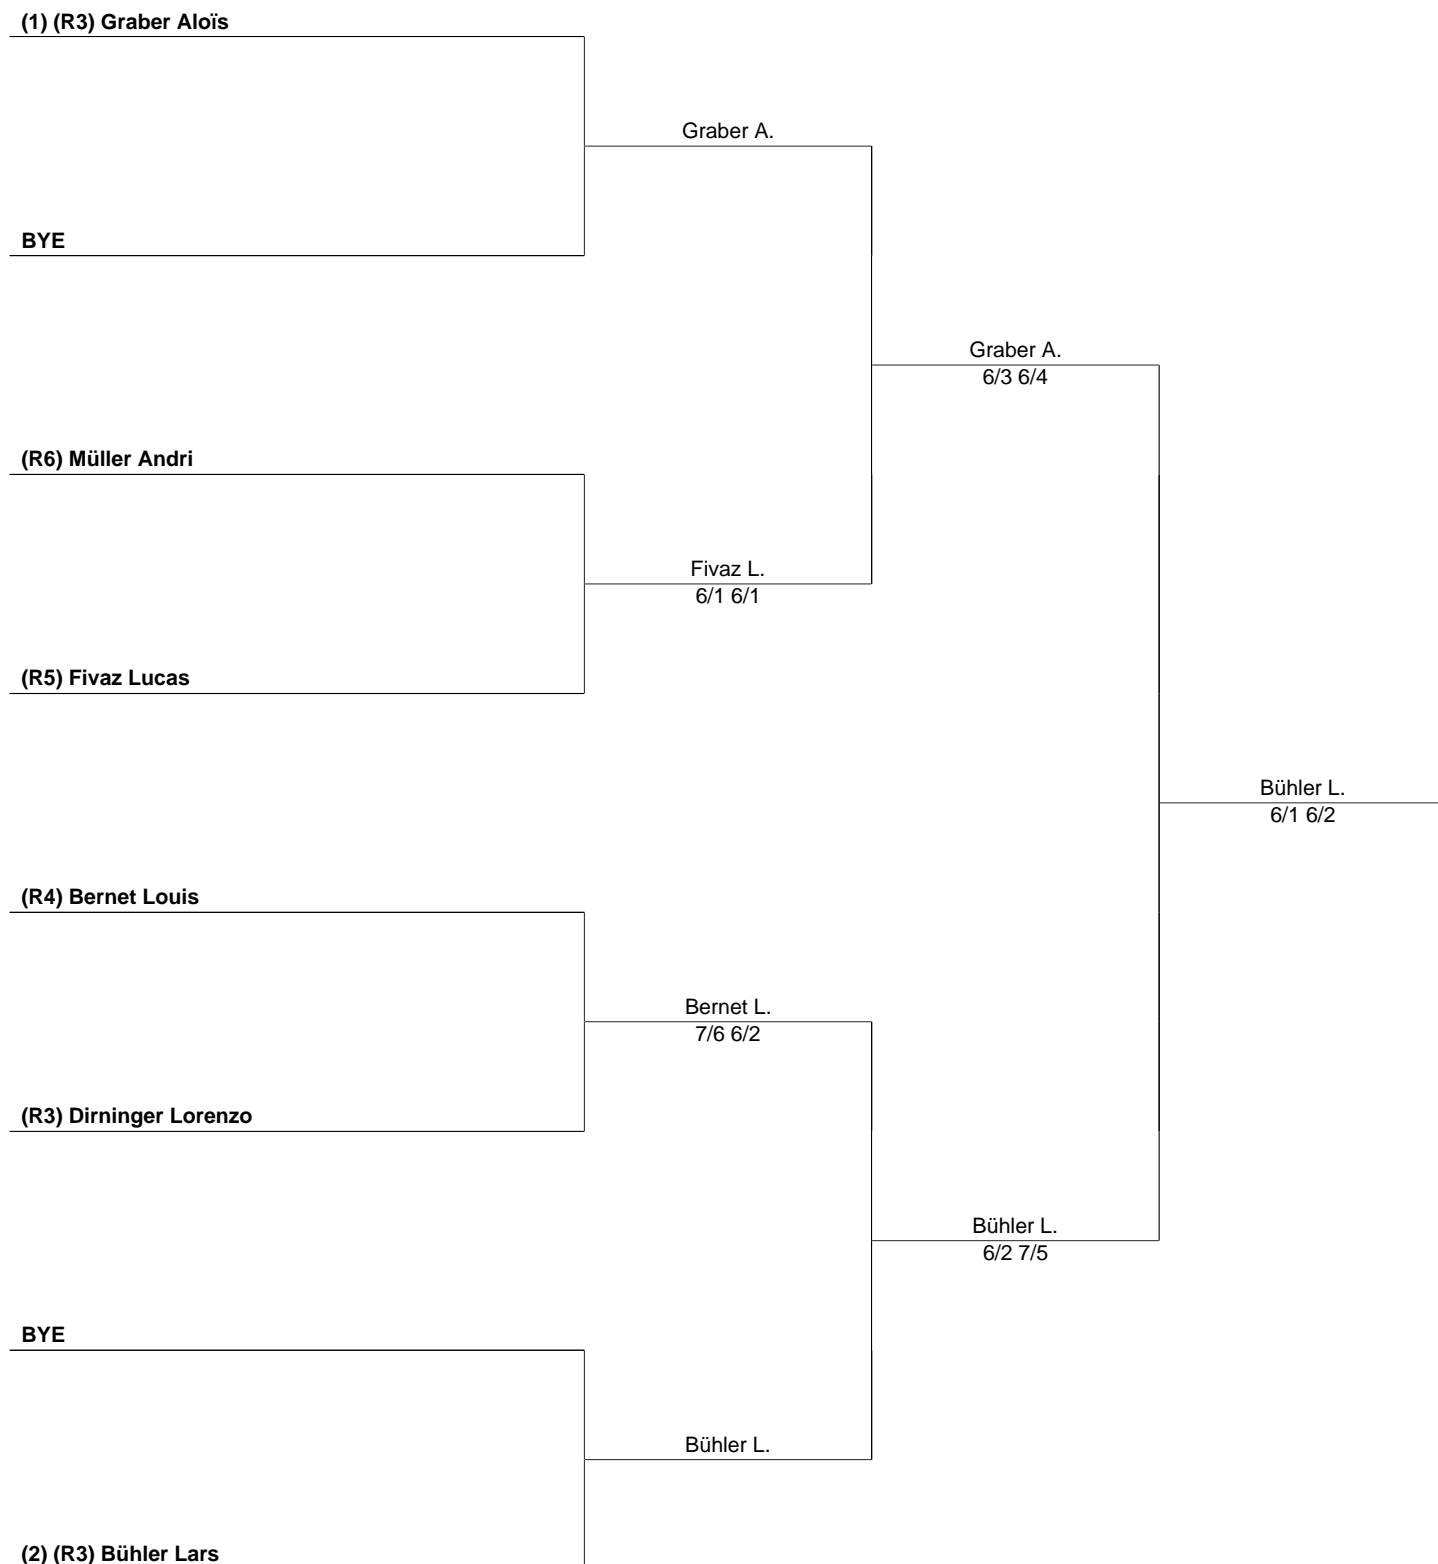 (1) (R3) Graber Aloïs
Graber A.
BYE
Graber A.
6/3 6/4
(R6) Müller Andri
Fivaz L.
6/1 6/1
(R5) Fivaz Lucas
Bühler L.
6/1 6/2
(R4) Bernet Louis
Bernet L.
7/6 6/2
(R3) Dirninger Lorenzo
Bühler L.
6/2 7/5
BYE
Bühler L.
(2) (R3) Bühler Lars